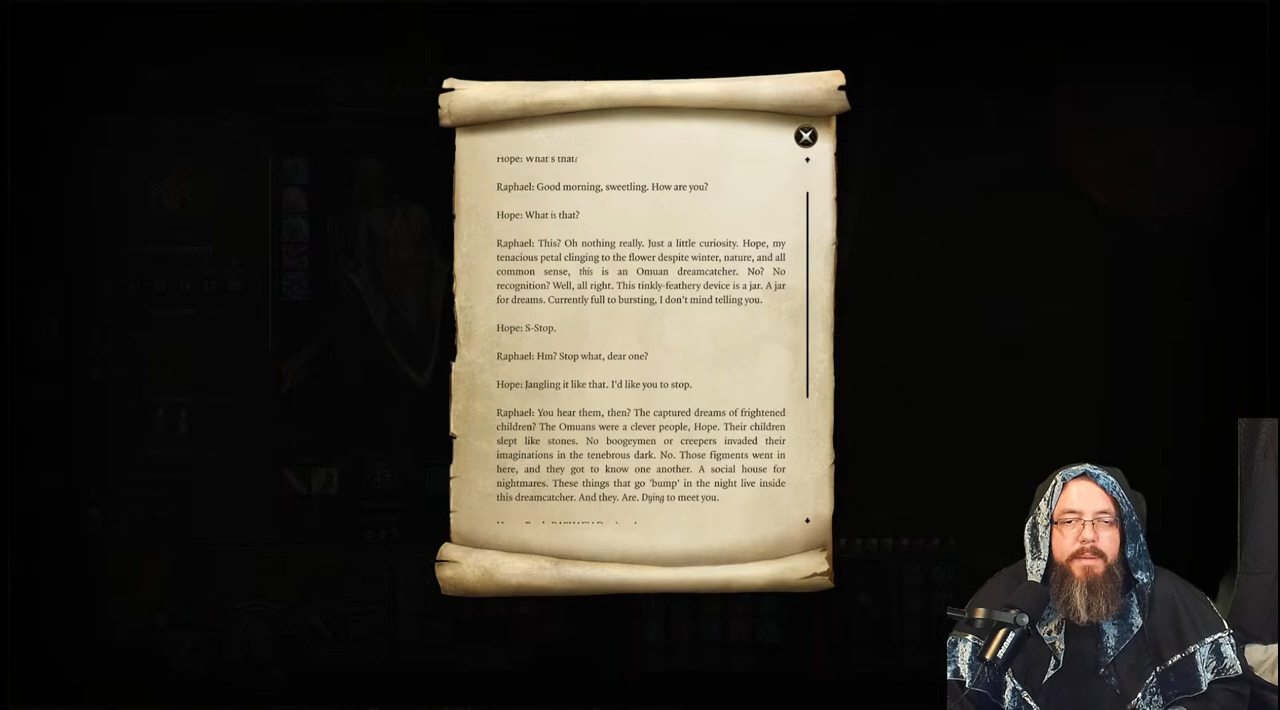 Hope: What's that?
Raphael: Good morning, sweetling. How are you?
Hope: What is that?
Raphael: This? Oh nothing really. Just a little curiosity. Hope, my
tenacious petal clinging to the flower despite winter, nature, and all
common sense, this is an Omuan dreamcatcher. No? No
recognition? Well, all right. This tinkly-feathery device is a jar. A jar
for dreams. Currently full to bursting, I don't mind telling you.
Hope: S-Stop.
Raphael: Hm? Stop what, dear one?
Hope: Jangling it like that. I'd like you to stop.
Raphael: You hear them, then? The captured dreams of frightened
children? The Omuans were a clever people, Hope. Their children
slept like stones. No boogeymen or creepers invaded their
imaginations in the tenebrous dark. No. Those figments went in
here, and they got to know one another. A social house for
nightmares. These things that go 'bump' in the night live inside
this dreamcatcher. And they. Are. Dying to meet you.